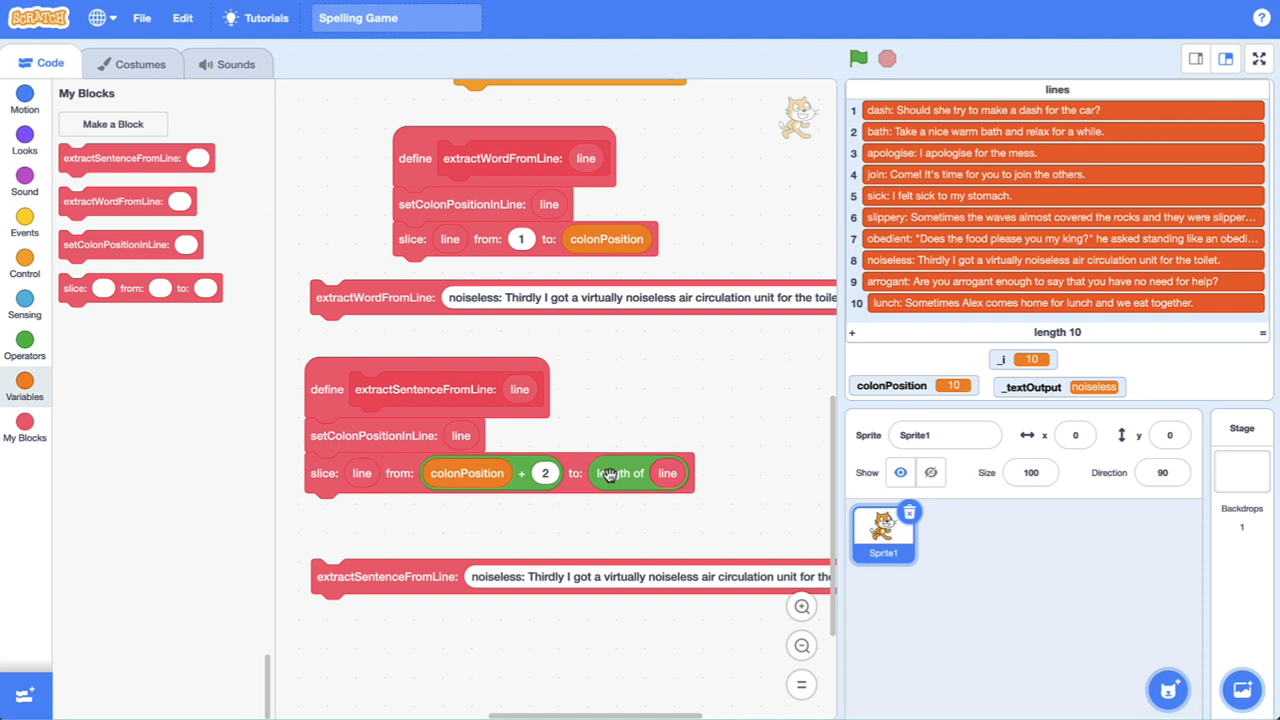 SCRATCH File Edit Tutorials Spelling Game ?
Code Costumes Sounds
Motion
Looks
Sound
Events
Control
Sensing
Operators
Variables
My Blocks
My Blocks
Make a Block
extractSentenceFromLine:
extractWordFromLine:
setColonPositionInLine:
slice: from: to:
define extractWordFromLine: line
setColonPositionInLine: line
slice: line from: 1 to: colonPosition
extractWordFromLine: noiseless: Thirdly I got a virtually noiseless air circulation unit for the toile
define extractSentenceFromLine: line
setColonPositionInLine: line
slice: line from: colonPosition + 2 to: length of line
extractSentenceFromLine: noiseless: Thirdly I got a virtually noiseless air circulation unit for the
lines
1 dash: Should she try to make a dash for the car?
2 bath: Take a nice warm bath and relax for a while.
3 apologise: I apologise for the mess.
4 join: Come! It's time for you to join the others.
5 sick: I felt sick to my stomach.
6 slippery: Sometimes the waves almost covered the rocks and they were slipper...
7 obedient: "Does the food please you my king?" he asked standing like an obedi...
8 noiseless: Thirdly I got a virtually noiseless air circulation unit for the toilet.
9 arrogant: Are you arrogant enough to say that you have no need for help?
10 lunch: Sometimes Alex comes home for lunch and we eat together.
+ length 10 =
_i 10
colonPosition 10 _textOutput noiseless
Sprite Sprite1 x 0 y 0
Show Size 100 Direction 90
Sprite1
Stage
Backdrops
1